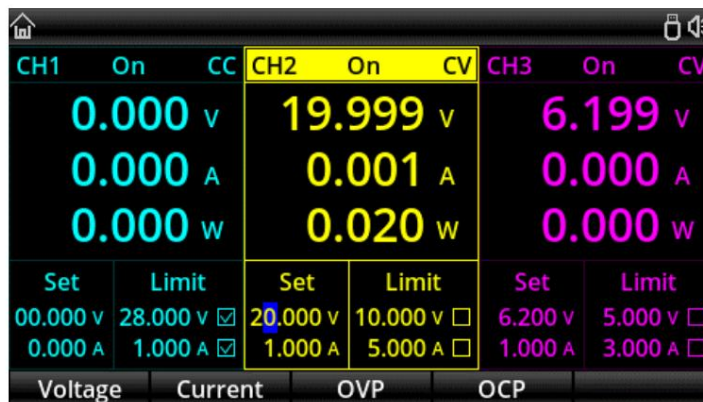 CH1 On CC CH2 On CV CH3 On CV
0.000 V 19.999 V 6.199 V
0.000 A 0.001 A 0.000 A
0.000 W 0.020 W 0.000 W
Set Limit Set Limit Set Limit
00.000 V 28.000 V 20.000 V 10.000 V 6.200 V 5.000 V
0.000 A 1.000 A 1.000 A 5.000 A 1.000 A 3.000 A
Voltage Current OVP OCP